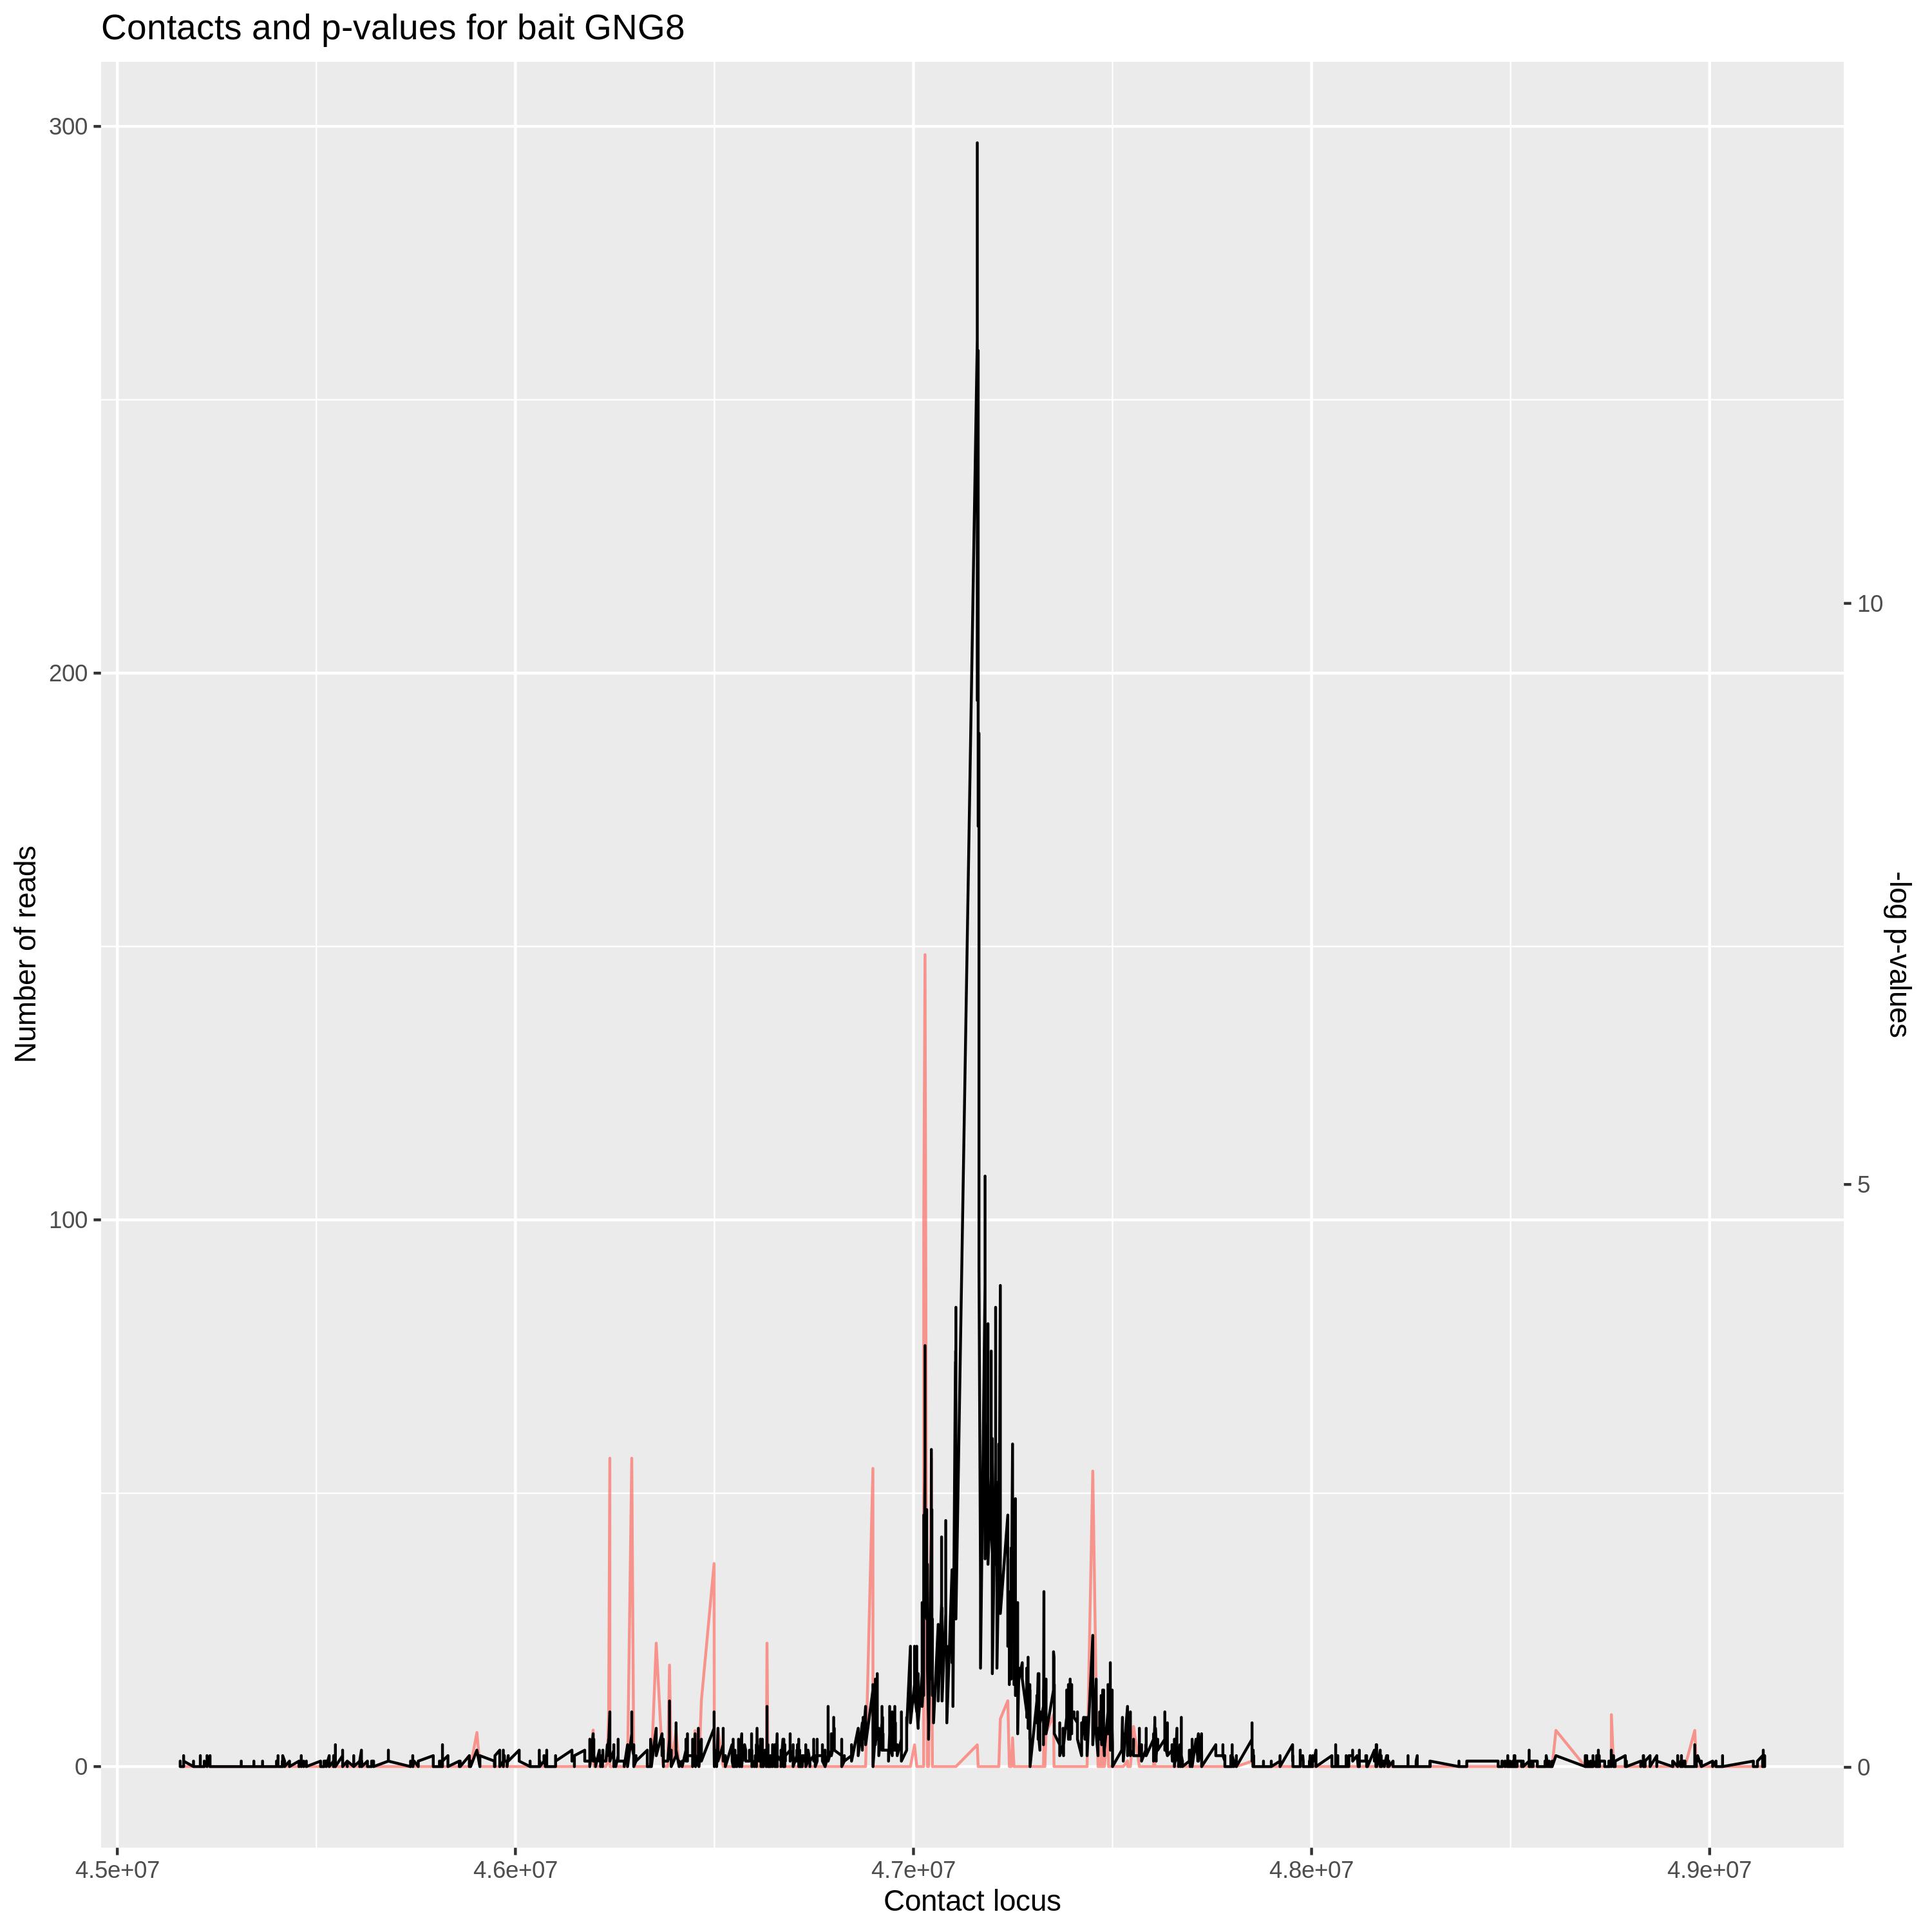 Contacts and p-values for bait GNG8
300
200
100
0
Number of reads
10
5
0
-log p-values
4.5e+07 4.6e+07 4.7e+07 4.8e+07 4.9e+07
Contact locus